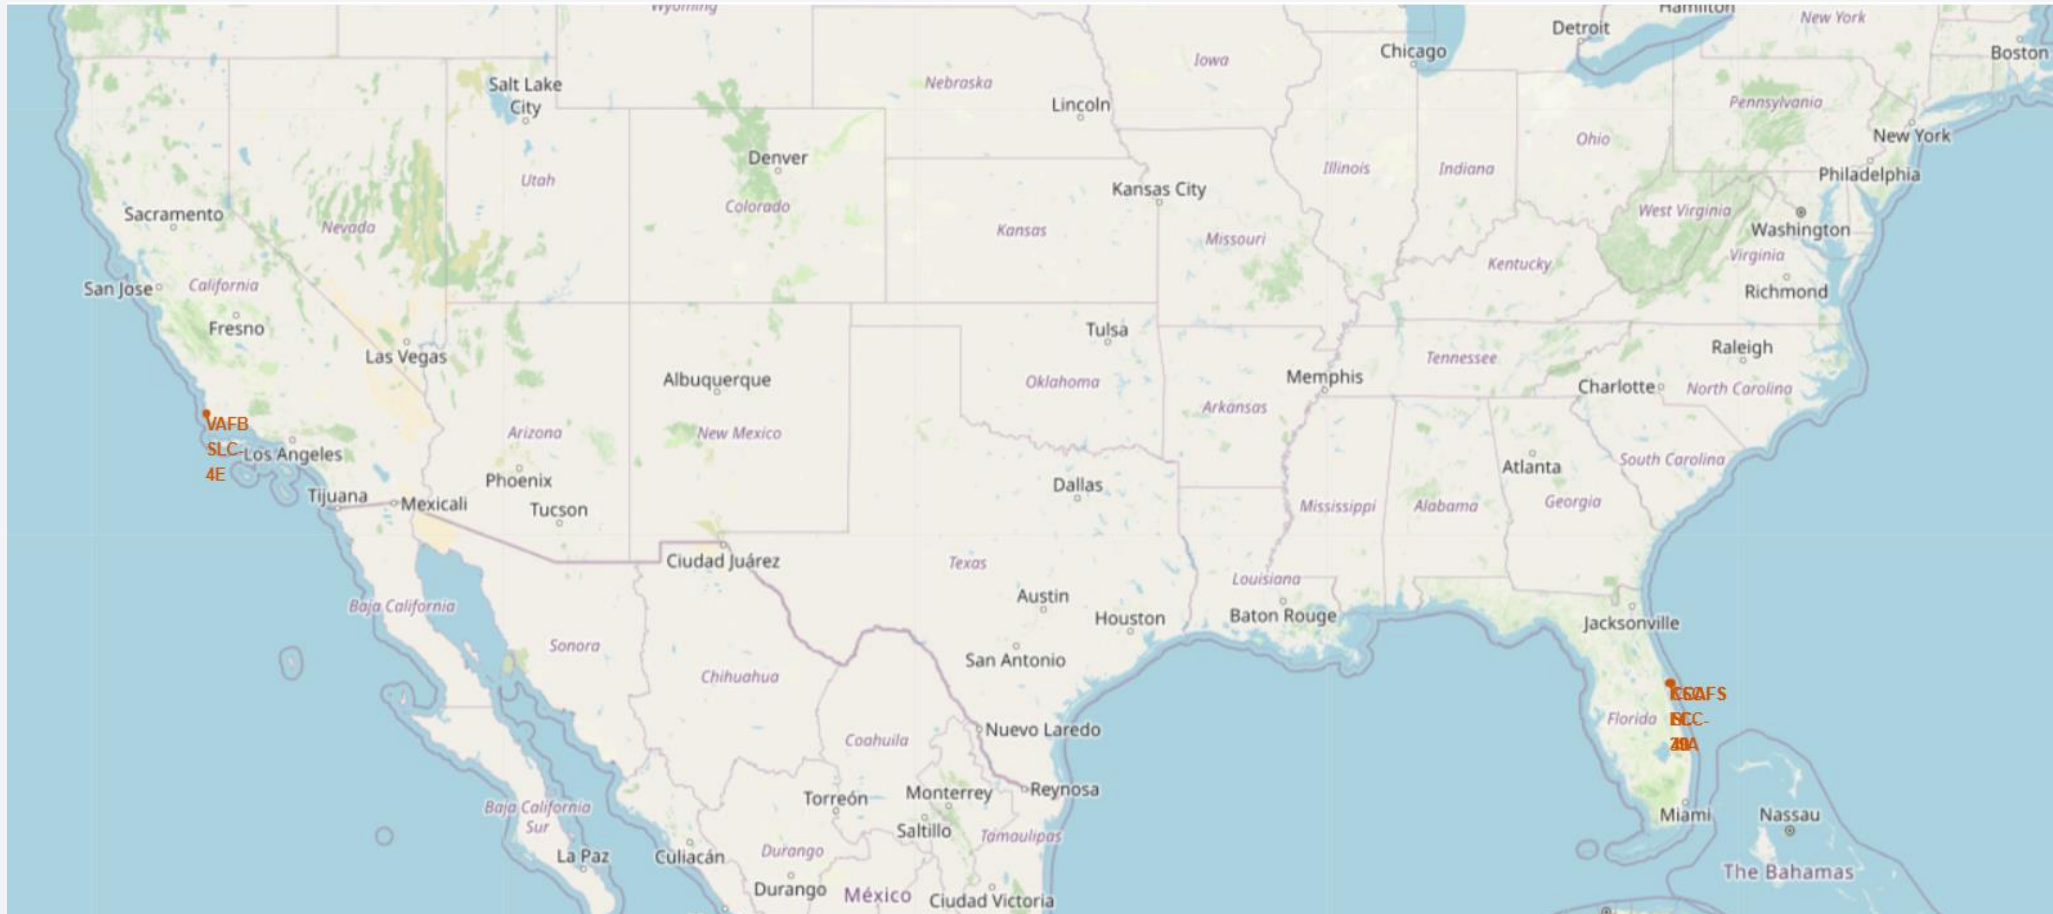 Wyoming
Hamilton
New York
Detroit
Chicago
Boston
Iowa
Salt Lake
City
Nebraska
Lincoln
Pennsylvania
New York
Ohio
Denver
Utah
Illinois
Indiana
Philadelphia
Kansas City
Colorado
Sacramento
Nevada
Kansas
Missouri
West Virginia
Washington
Virginia
Kentucky
San Jose
California
Richmond
Fresno
Las Vegas
Tulsa
Raleigh
Tennessee
Albuquerque
Oklahoma
Memphis
Charlotte
North Carolina
Arkansas
VAFB
SLC-
4E
Los Angeles
Arizona
New Mexico
Phoenix
Dallas
Atlanta
South Carolina
Tijuana
Mexicali
Tucson
Mississippi
Alabama
Georgia
Ciudad Juárez
Texas
Louisiana
Baja California
Austin
Houston
Baton Rouge
Jacksonville
Sonora
San Antonio
Chihuahua
Florida
Nuevo Laredo
Coahuila
Reynosa
Torreón
Monterrey
Baja California
Sur
Saltillo
Tamaulipas
Miami
Nassau
La Paz
Culiacán
Durango
Durango
México
Ciudad Victoria
The Bahamas